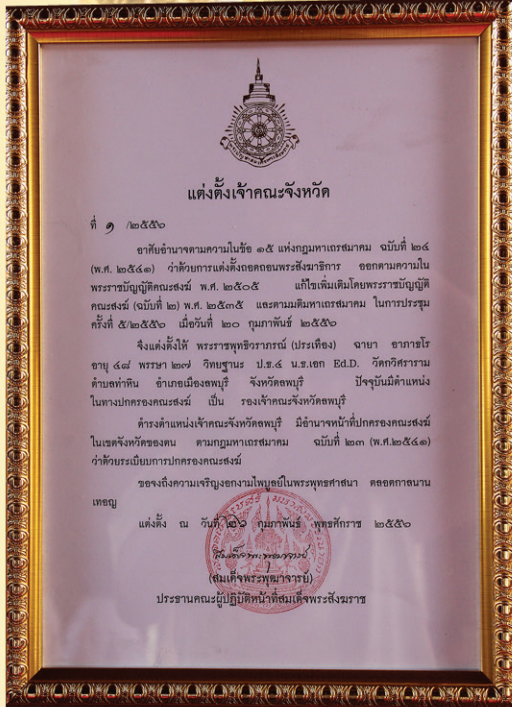 แต่งตั้งเจ้าคณะจังหวัด
ที่ ๑ /๒๕๕๖
อาศัยอำนาจตามความในข้อ ๑๕ แห่งกฎมหาเถรสมาคม ฉบับที่ ๒๔
(พ.ศ. ๒๕๔๑) ว่าด้วยการแต่งตั้งถอดถอนพระสังฆาธิการ ออกตามความใน
พระราชบัญญัติคณะสงฆ์ พ.ศ. ๒๕๐๕ แก้ไขเพิ่มเติมโดยพระราชบัญญัติ
คณะสงฆ์ (ฉบับที่ ๒) พ.ศ. ๒๕๓๕ และตามมติมหาเถรสมาคม ในการประชุม
ครั้งที่ ๕/๒๕๕๖ เมื่อวันที่ ๒๐ กุมภาพันธ์ ๒๕๕๖
จึงแต่งตั้งให้ พระราชพุทธิวราภรณ์ (ประเทือง) ฉายา อาภาธโร
อายุ ๔๘ พรรษา ๒๗ วิทยฐานะ ป.ธ.๔ น.ธ.เอก Ed.D. วัดกวิศราราม
ตำบลท่าหิน อำเภอเมืองลพบุรี จังหวัดลพบุรี ปัจจุบันมีตำแหน่ง
ในทางปกครองคณะสงฆ์ เป็น รองเจ้าคณะจังหวัดลพบุรี
ดำรงตำแหน่งเจ้าคณะจังหวัดลพบุรี มีอำนาจหน้าที่ปกครองคณะสงฆ์
ในเขตจังหวัดของตน ตามกฎมหาเถรสมาคม ฉบับที่ ๒๓ (พ.ศ.๒๕๔๑)
ว่าด้วยระเบียบการปกครองคณะสงฆ์
ขอจงถึงความเจริญงอกงามไพบูลย์ในพระพุทธศาสนา ตลอดกาลนาน
เทอญ
แต่งตั้ง ณ วันที่ ๒๖ กุมภาพันธ์ พุทธศักราช ๒๕๕๖
สมเด็จพระพุฒาจารย์
(สมเด็จพระพุฒาจารย์)
ประธานคณะผู้ปฏิบัติหน้าที่สมเด็จพระสังฆราช